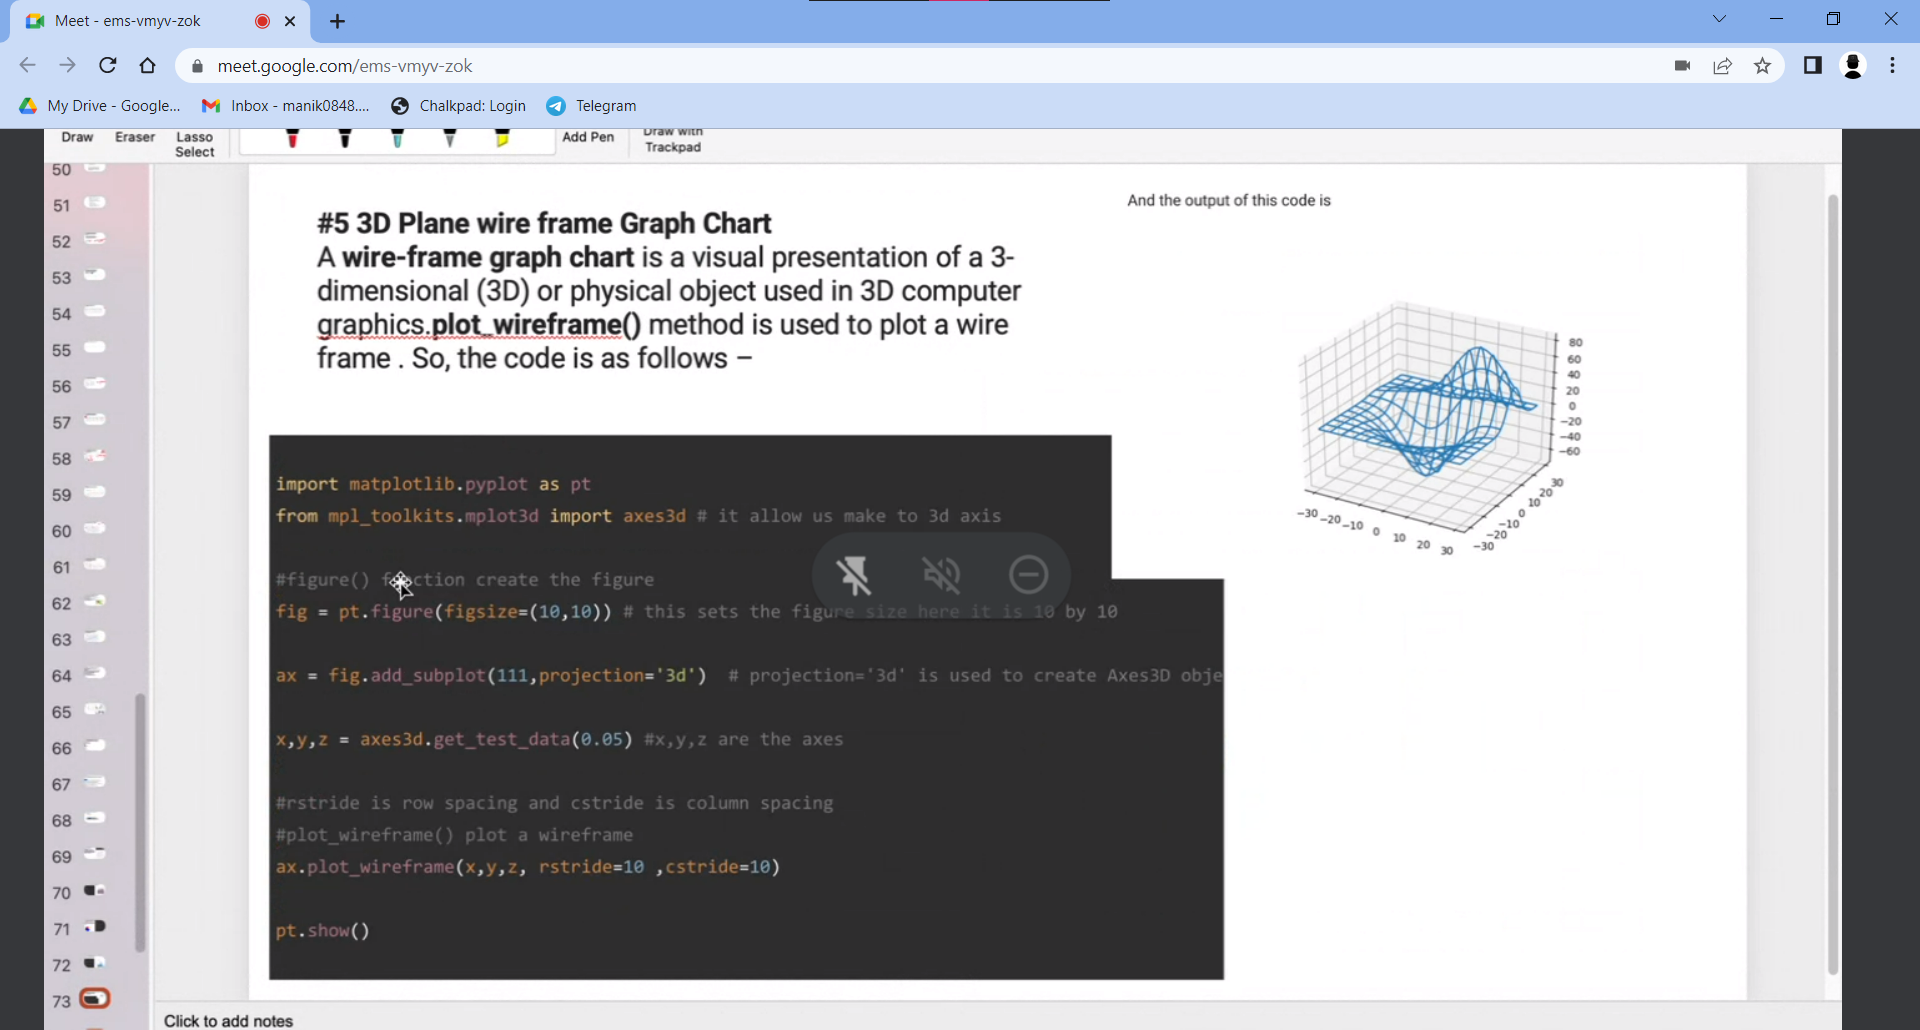 Meet - ems-vmyv-zok
meet.google.com/ems-vmyv-zok
My Drive - Google...
Inbox - manik0848....
Chalkpad: Login
Telegram
Draw
Eraser
Lasso
Select
Add Pen
Draw with
Trackpad
50
51
52
53
54
55
56
57
58
59
60
61
62
63
64
65
66
67
68
69
70
71
72
73
#5 3D Plane wire frame Graph Chart
A wire-frame graph chart is a visual presentation of a 3-
dimensional (3D) or physical object used in 3D computer
graphics.plot_wireframe() method is used to plot a wire
frame . So, the code is as follows –
import matplotlib.pyplot as pt
from mpl_toolkits.mplot3d import axes3d # it allow us make to 3d axis
#figure() function create the figure
fig = pt.figure(figsize=(10,10)) # this sets the figure size here it is 10 by 10
ax = fig.add_subplot(111,projection='3d') # projection='3d' is used to create Axes3D obje
x,y,z = axes3d.get_test_data(0.05) #x,y,z are the axes
#rstride is row spacing and cstride is column spacing
#plot_wireframe() plot a wireframe
ax.plot_wireframe(x,y,z, rstride=10 ,cstride=10)
pt.show()
And the output of this code is
80
60
40
20
0
−20
−40
−60
30
20
10
0
−10
−20
−30
−30
−20
−10
0
10
20
30
Click to add notes